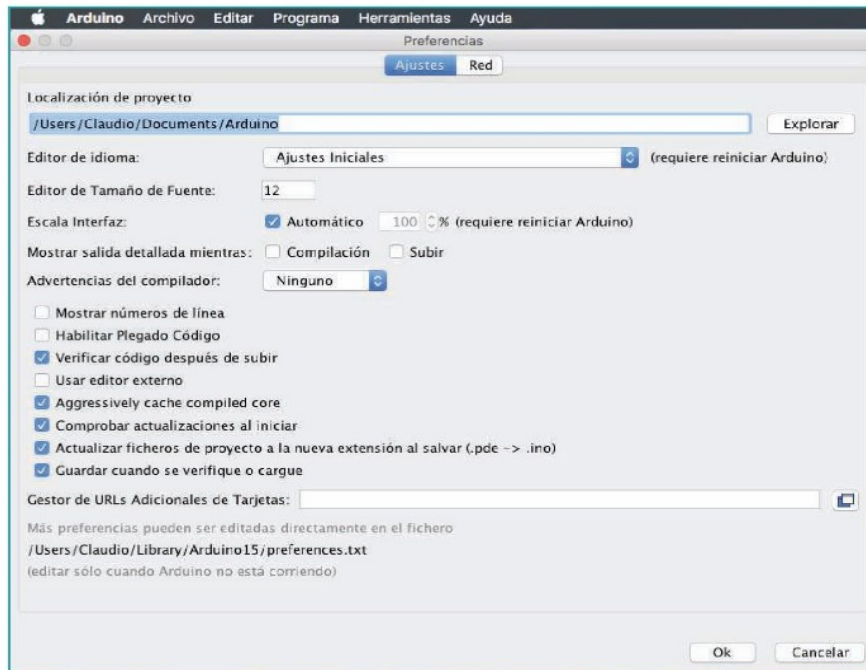 Arduino Archivo Editar Programa Herramientas Ayuda
Preferencias
Ajustes Red
Localización de proyecto
/Users/Claudio/Documents/Arduino Explorar
Editor de idioma: Ajustes Iniciales (requiere reiniciar Arduino)
Editor de Tamaño de Fuente: 12
Escala Interfaz: Automático 100 % (requiere reiniciar Arduino)
Mostrar salida detallada mientras: Compilación Subir
Advertencias del compilador: Ninguno
Mostrar números de línea
Habilitar Plegado Código
Verificar código después de subir
Usar editor externo
Aggressively cache compiled core
Comprobar actualizaciones al iniciar
Actualizar ficheros de proyecto a la nueva extensión al salvar (.pde -> .ino)
Guardar cuando se verifique o cargue
Gestor de URLs Adicionales de Tarjetas:
Más preferencias pueden ser editadas directamente en el fichero
/Users/Claudio/Library/Arduino15/preferences.txt
(editar sólo cuando Arduino no está corriendo)
Ok Cancelar